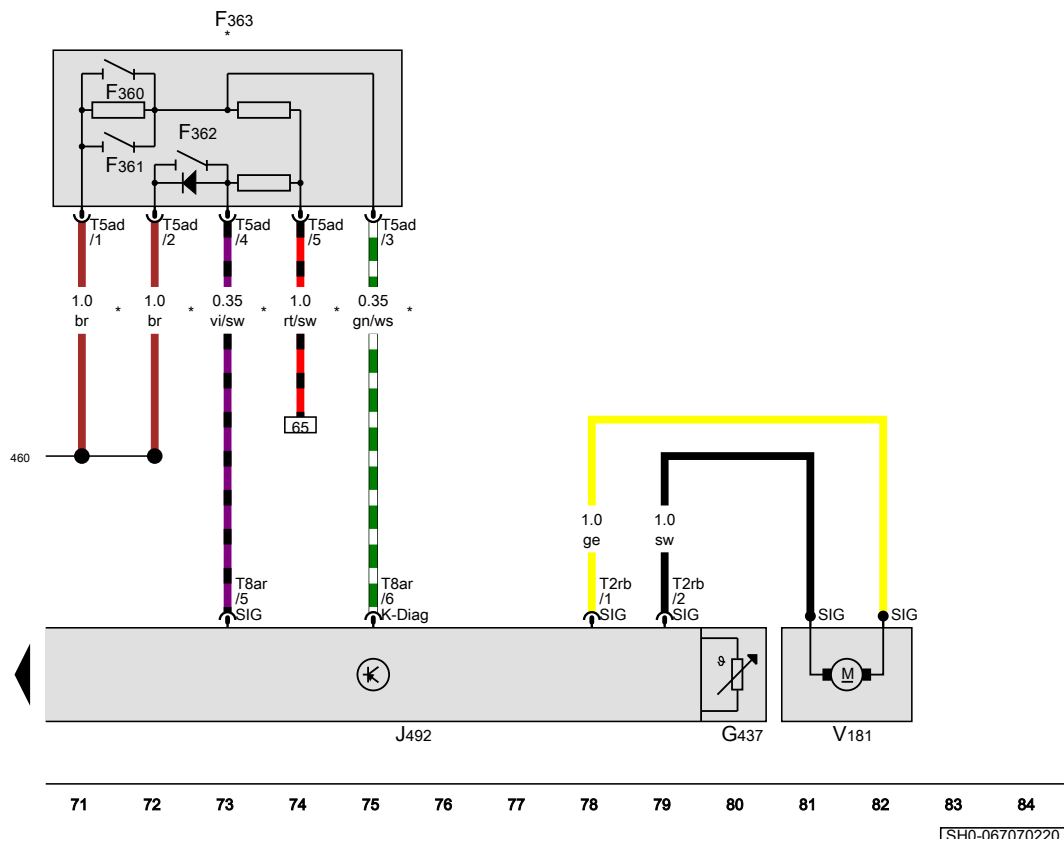 F363
*
F360
F362
F361
T5ad T5ad T5ad T5ad T5ad
/1 /2 /4 /5 /3
1.0 1.0 0.35 1.0 0.35
* * * * *
br br vi/sw rt/sw gn/ws
65
460
1.0 1.0
ge sw
T8ar T8ar T2rb T2rb
/5 /6 /1 /2
SIG K-Diag SIG SIG SIG SIG
ϑ
M
J492 G437 V181
71 72 73 74 75 76 77 78 79 80 81 82 83 84
SH0-067070220